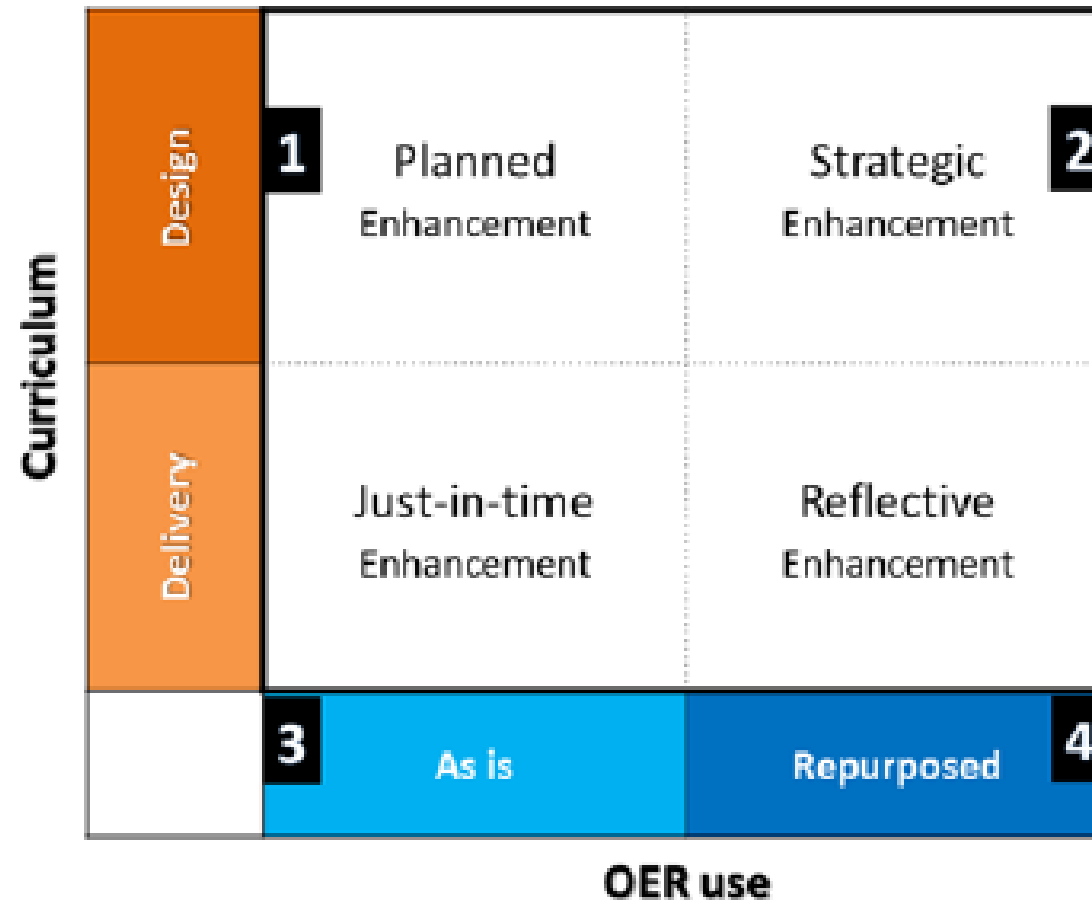 Curriculum
Design
1
Planned
Enhancement
Strategic
Enhancement
2
Delivery
Just-in-time
Enhancement
Reflective
Enhancement
3
As is
Repurposed
4
OER use